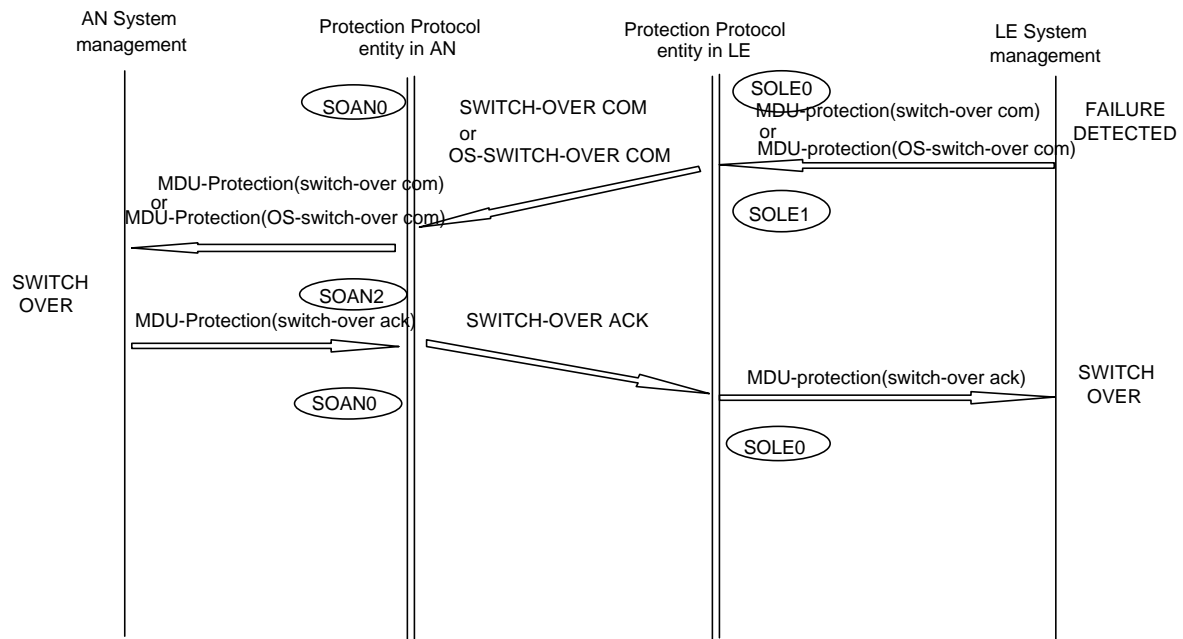 AN System
management
Protection Protocol
entity in AN
Protection Protocol
entity in LE
LE System
management
SOAN0
SOLE0
SWITCH-OVER COM
or
OS-SWITCH-OVER COM
MDU-protection(switch-over com)
or
MDU-protection(OS-switch-over com)
FAILURE
DETECTED
MDU-Protection(switch-over com)
or
MDU-Protection(OS-switch-over com)
SOLE1
SWITCH
OVER
SOAN2
MDU-Protection(switch-over ack)
SWITCH-OVER ACK
MDU-protection(switch-over ack)
SWITCH
OVER
SOAN0
SOLE0